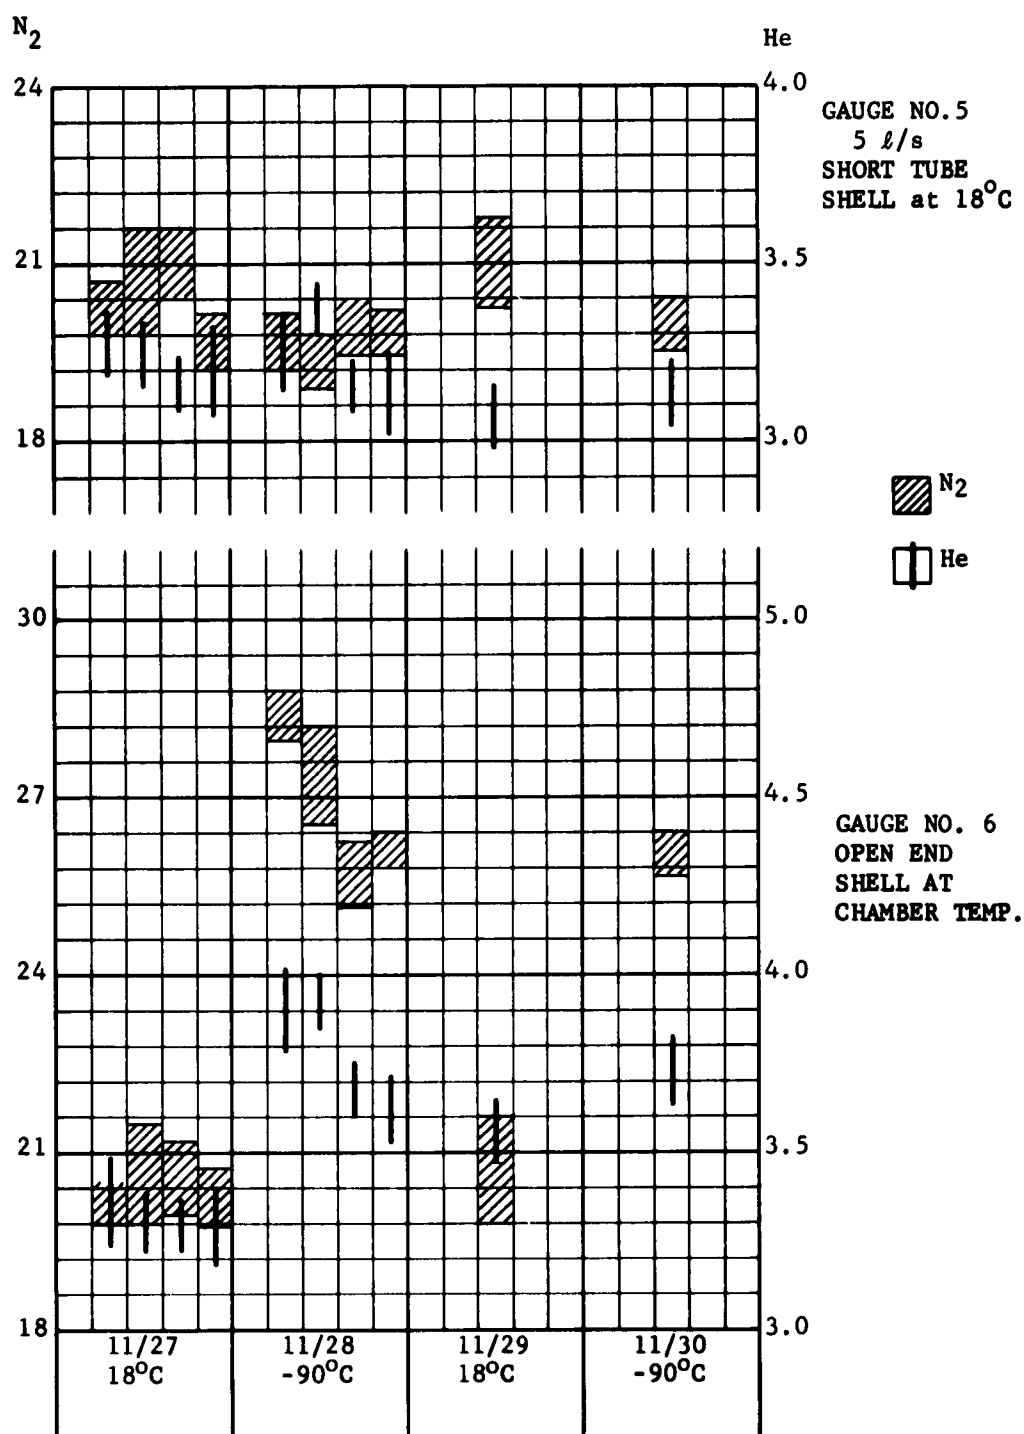 N2
He
24
4.0
GAUGE NO.5
5 ℓ/s
SHORT TUBE
SHELL at 18°C
21
3.5
18
3.0
N2
He
30
5.0
27
4.5
GAUGE NO. 6
OPEN END
SHELL AT
CHAMBER TEMP.
24
4.0
21
3.5
18
3.0
11/27 11/28 11/29 11/30
18°C -90°C 18°C -90°C